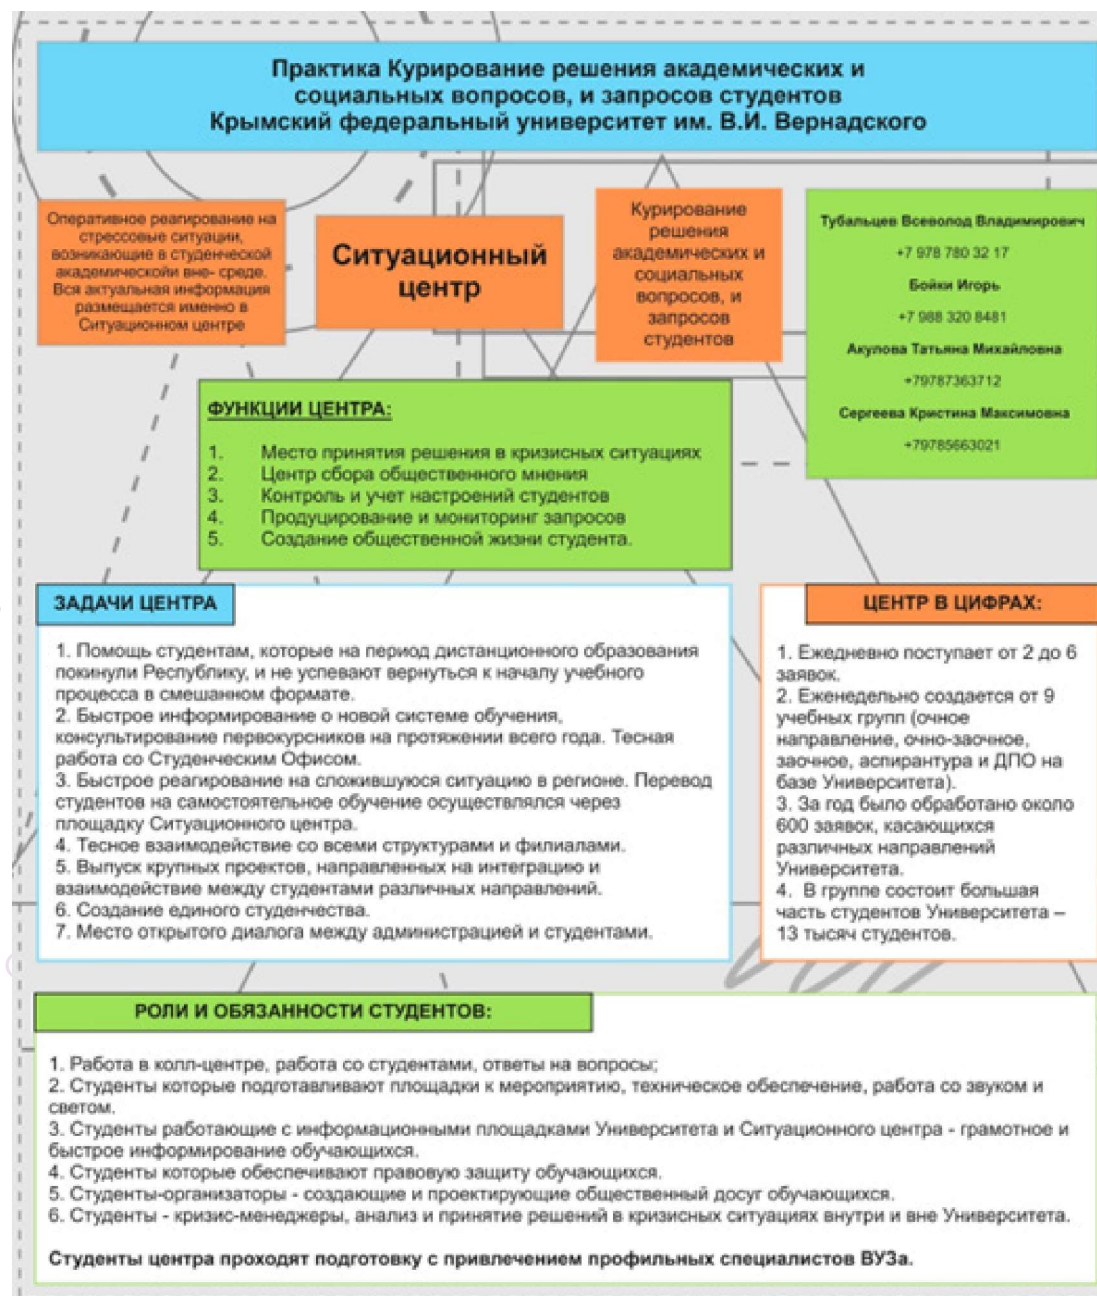 Практика Курирование решения академических и
социальных вопросов, и запросов студентов
Крымский федеральный университет им. В.И. Вернадского
Оперативное реагирование на
стрессовые ситуации,
возникающие в студенческой
академическойи вне- среде.
Вся актуальная информация
размещается именно в
Ситуационном центре
Ситуационный
центр
Курирование
решения
академических и
социальных
вопросов, и
запросов
студентов
Тубальцев Всеволод Владимирович
+7 978 780 32 17
Бойки Игорь
+7 988 320 8481
Акулова Татьяна Михайловна
+79787363712
Сергеева Кристина Максимовна
+79785663021
ФУНКЦИИ ЦЕНТРА:
1. Место принятия решения в кризисных ситуациях
2. Центр сбора общественного мнения
3. Контроль и учет настроений студентов
4. Продуцирование и мониторинг запросов
5. Создание общественной жизни студента.
ЗАДАЧИ ЦЕНТРА
1. Помощь студентам, которые на период дистанционного образования
покинули Республику, и не успевают вернуться к началу учебного
процесса в смешанном формате.
2. Быстрое информирование о новой системе обучения,
консультирование первокурсников на протяжении всего года. Тесная
работа со Студенческим Офисом.
3. Быстрое реагирование на сложившуюся ситуацию в регионе. Перевод
студентов на самостоятельное обучение осуществлялся через
площадку Ситуационного центра.
4. Тесное взаимодействие со всеми структурами и филиалами.
5. Выпуск крупных проектов, направленных на интеграцию и
взаимодействие между студентами различных направлений.
6. Создание единого студенчества.
7. Место открытого диалога между администрацией и студентами.
ЦЕНТР В ЦИФРАХ:
1. Ежедневно поступает от 2 до 6
заявок.
2. Еженедельно создается от 9
учебных групп (очное
направление, очно-заочное,
заочное, аспирантура и ДПО на
базе Университета).
3. За год было обработано около
600 заявок, касающихся
различных направлений
Университета.
4. В группе состоит большая
часть студентов Университета –
13 тысяч студентов.
РОЛИ И ОБЯЗАННОСТИ СТУДЕНТОВ:
1. Работа в колл-центре, работа со студентами, ответы на вопросы;
2. Студенты которые подготавливают площадки к мероприятию, техническое обеспечение, работа со звуком и
светом.
3. Студенты работающие с информационными площадками Университета и Ситуационного центра - грамотное и
быстрое информирование обучающихся.
4. Студенты которые обеспечивают правовую защиту обучающихся.
5. Студенты-организаторы - создающие и проектирующие общественный досуг обучающихся.
6. Студенты - кризис-менеджеры, анализ и принятие решений в кризисных ситуациях внутри и вне Университета.
Студенты центра проходят подготовку с привлечением профильных специалистов ВУЗа.